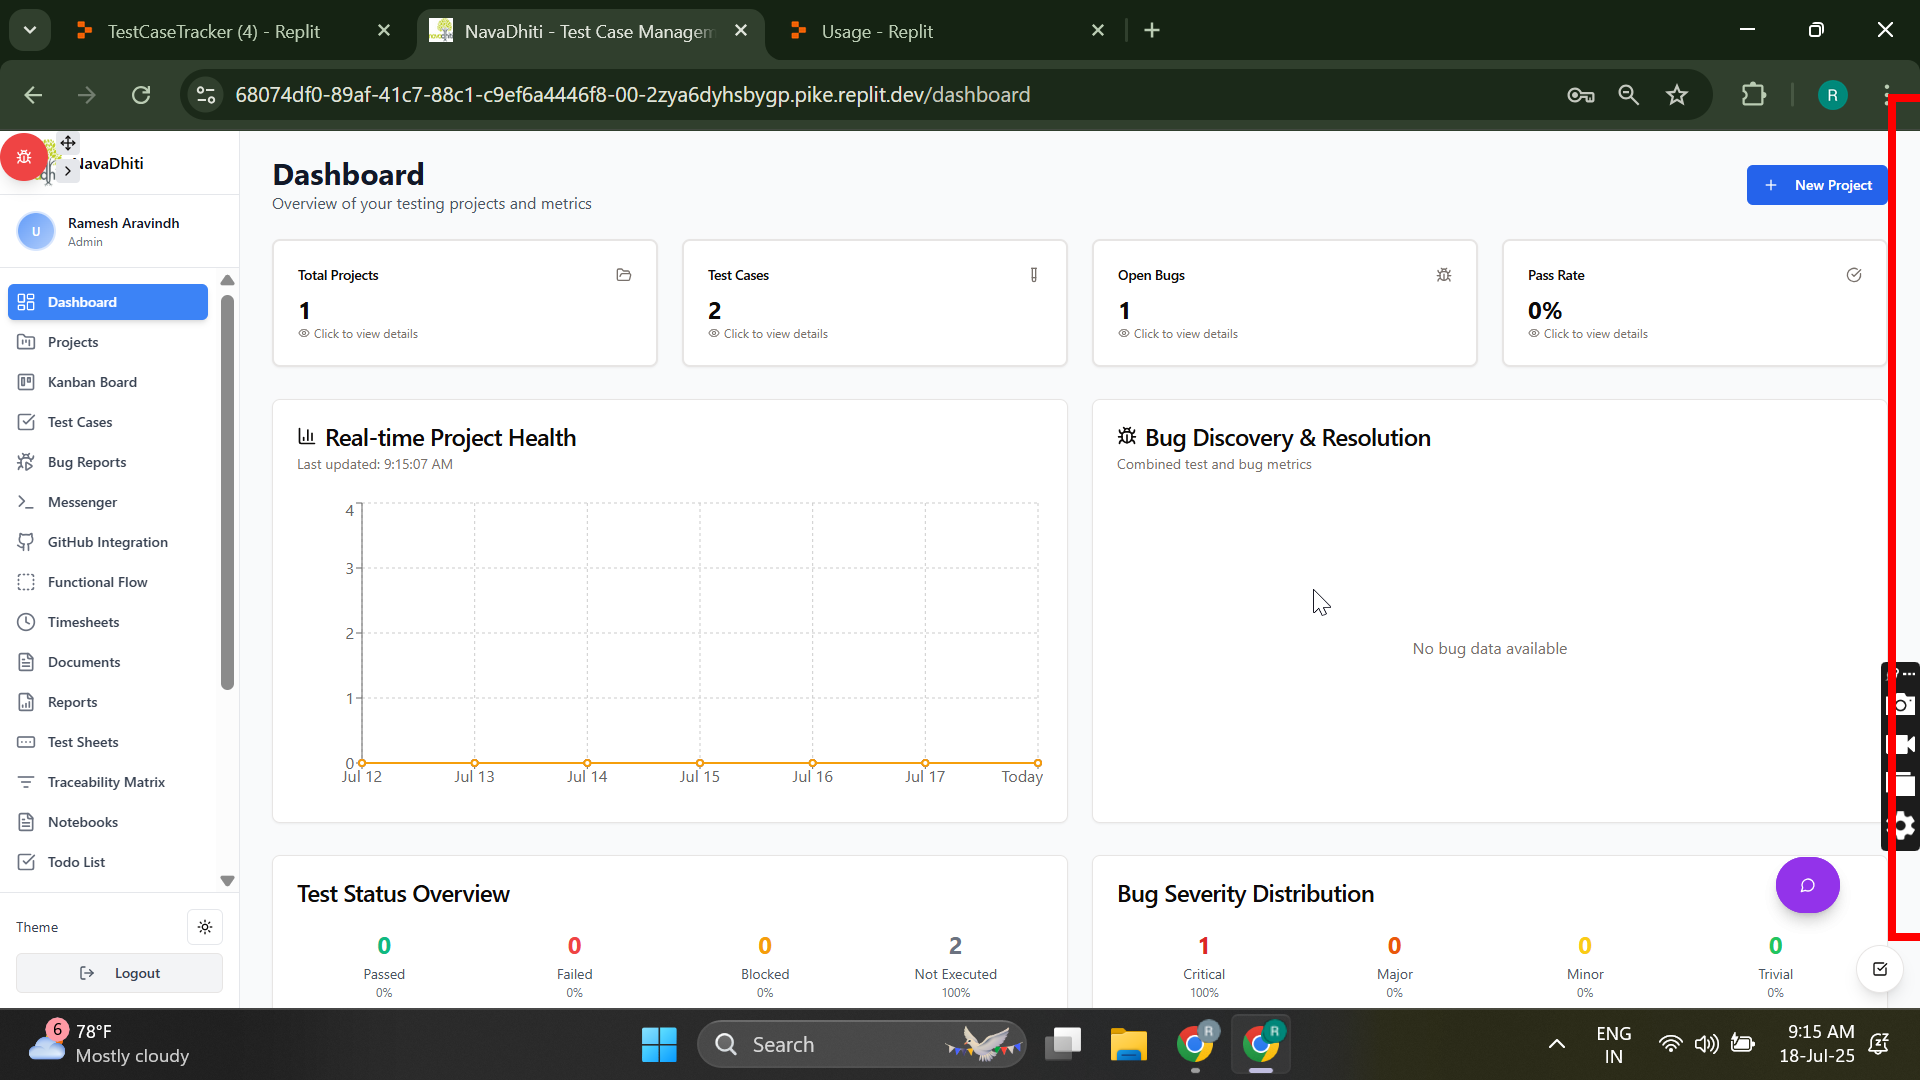 TestCaseTracker (4) - Replit
NavaDhiti - Test Case Managem
Usage - Replit
68074df0-89af-41c7-88c1-c9ef6a4446f8-00-2zya6dyhsbygp.pike.replit.dev/dashboard
R
NavaDhiti
U
Ramesh Aravindh
Admin
Dashboard
Projects
Kanban Board
Test Cases
Bug Reports
Messenger
GitHub Integration
Functional Flow
Timesheets
Documents
Reports
Test Sheets
Traceability Matrix
Notebooks
Todo List
Theme
Logout
Dashboard
Overview of your testing projects and metrics
New Project
Total Projects
1
Click to view details
Test Cases
2
Click to view details
Open Bugs
1
Click to view details
Pass Rate
0%
Click to view details
Real-time Project Health
Last updated: 9:15:07 AM
4
3
2
1
0
Jul 12 Jul 13 Jul 14 Jul 15 Jul 16 Jul 17 Today
Bug Discovery & Resolution
Combined test and bug metrics
No bug data available
Test Status Overview
0 0 0 2
Passed Failed Blocked Not Executed
0% 0% 0% 100%
Bug Severity Distribution
1 0 0 0
Critical Major Minor Trivial
100% 0% 0% 0%
6
78°F
Mostly cloudy
Search
R
R
ENG
IN
9:15 AM
18-Jul-25